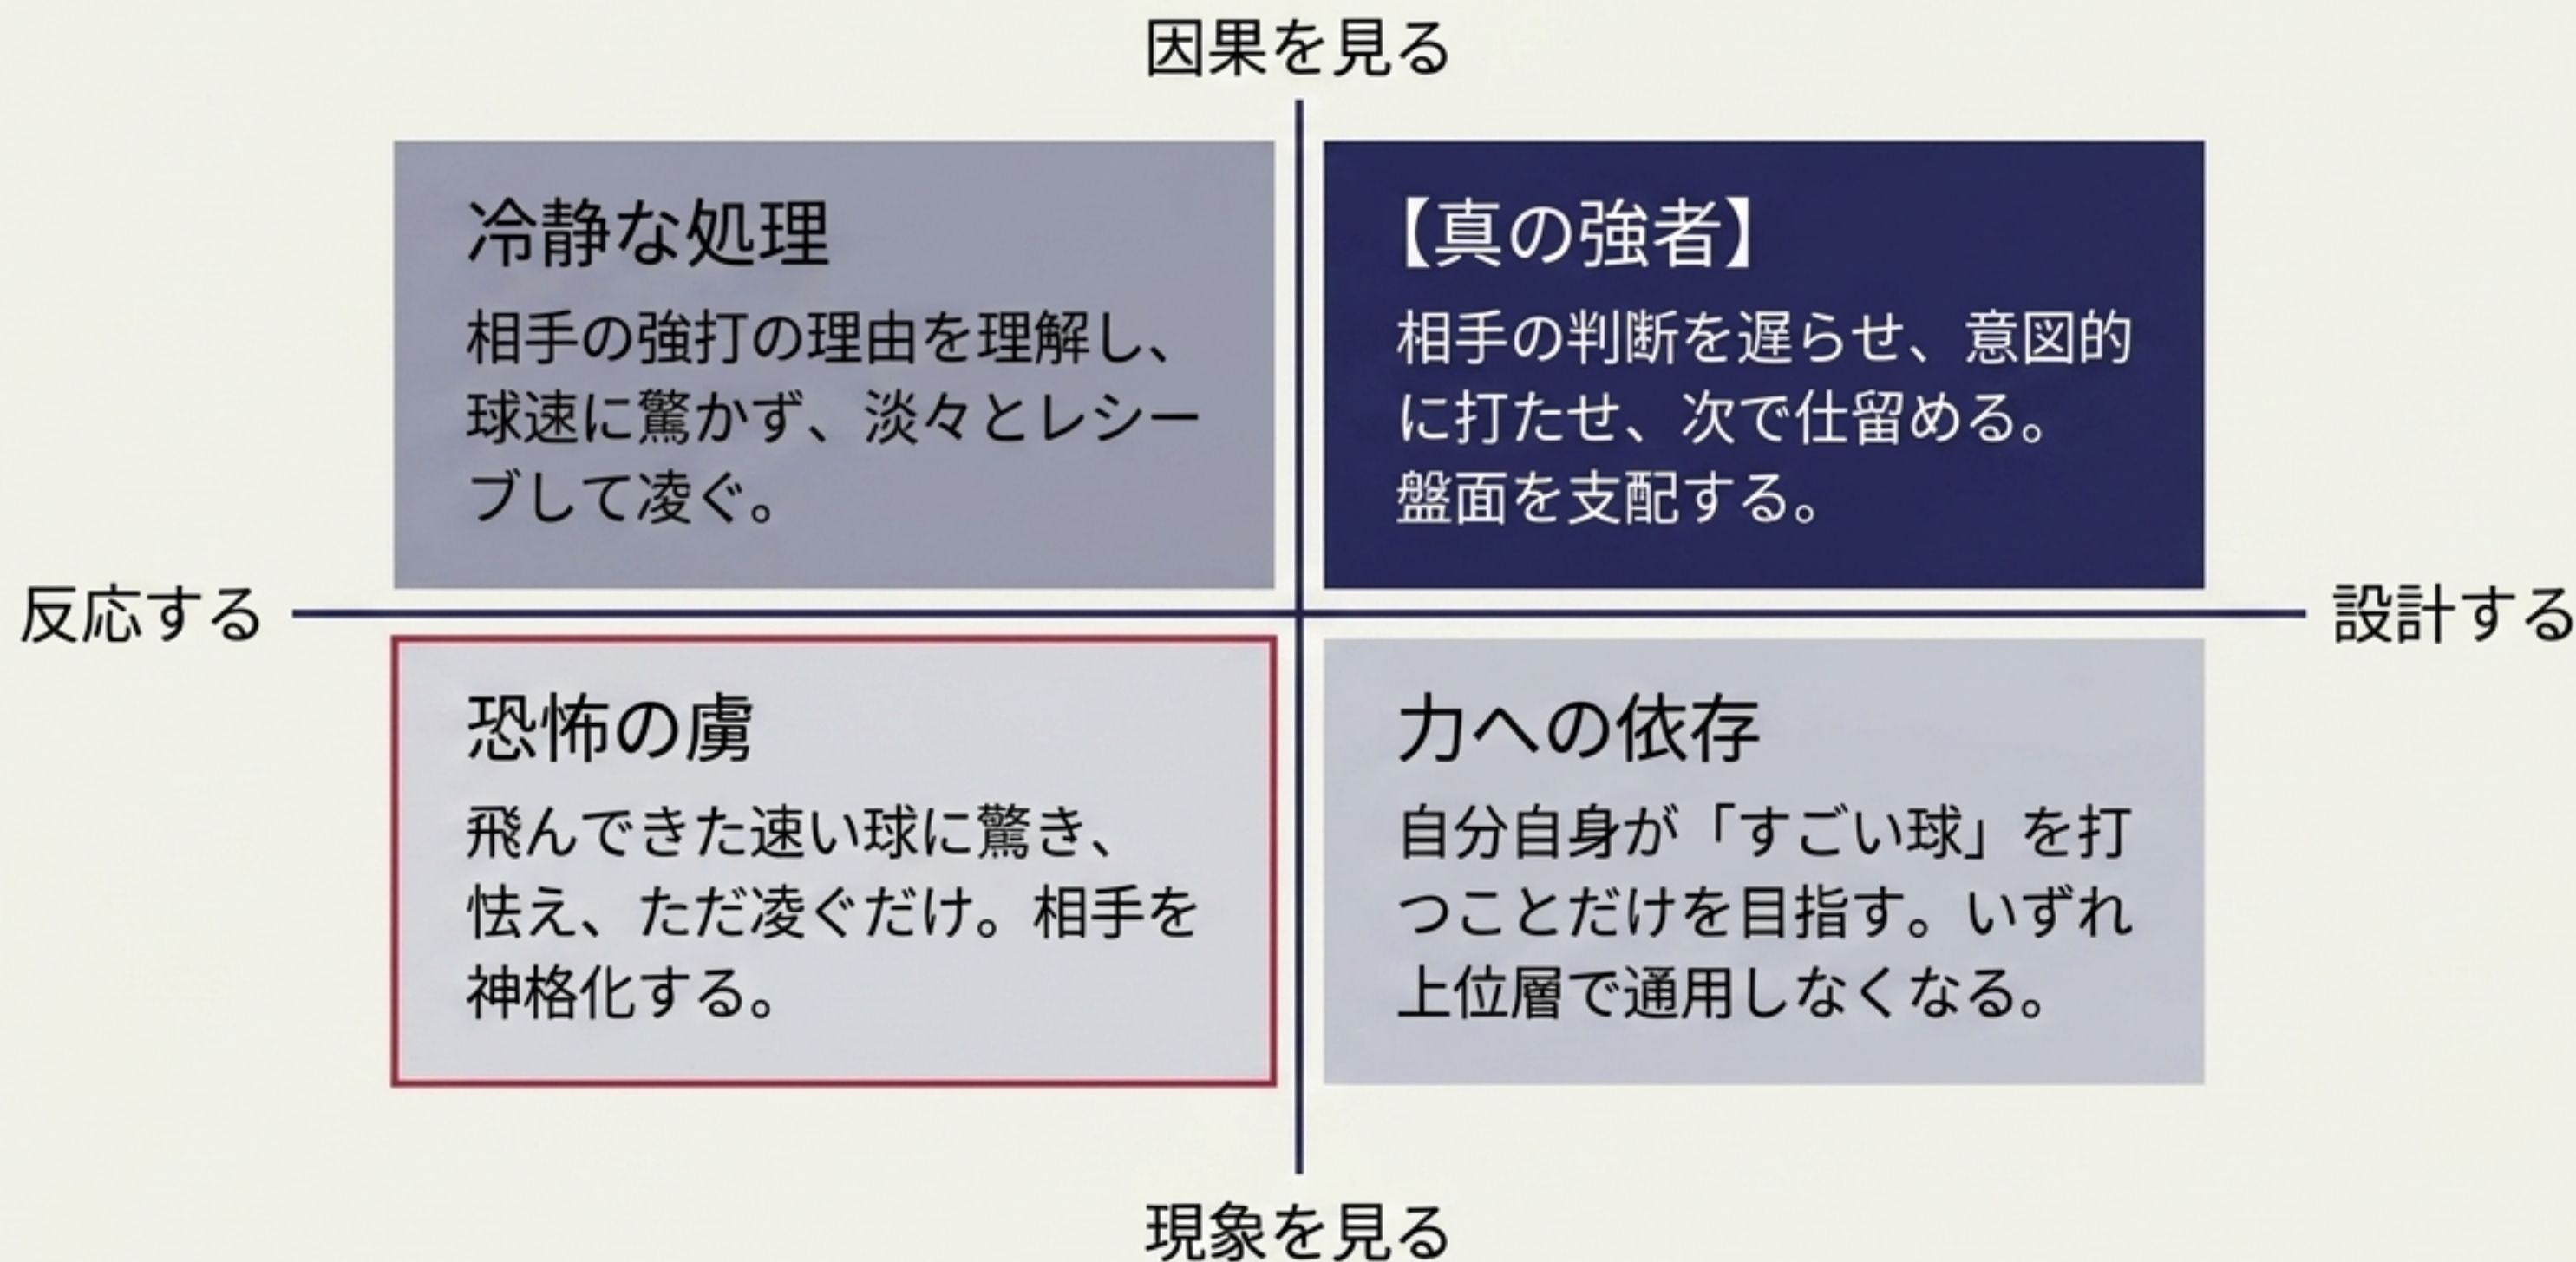 因果を見る
冷静な処理
相手の強打の理由を理解し、
球速に驚かず、淡々とレシー
ブして凌ぐ。
【真の強者】
相手の判断を遅らせ、意図的
に打たせ、次で仕留める。
盤面を支配する。
反応する
設計する
恐怖の虜
飛んできた速い球に驚き、
怯え、ただ凌ぐだけ。相手を
神格化する。
力への依存
自分自身が「すごい球」を打
つことだけを目指す。いずれ
上位層で通用しなくなる。
現象を見る